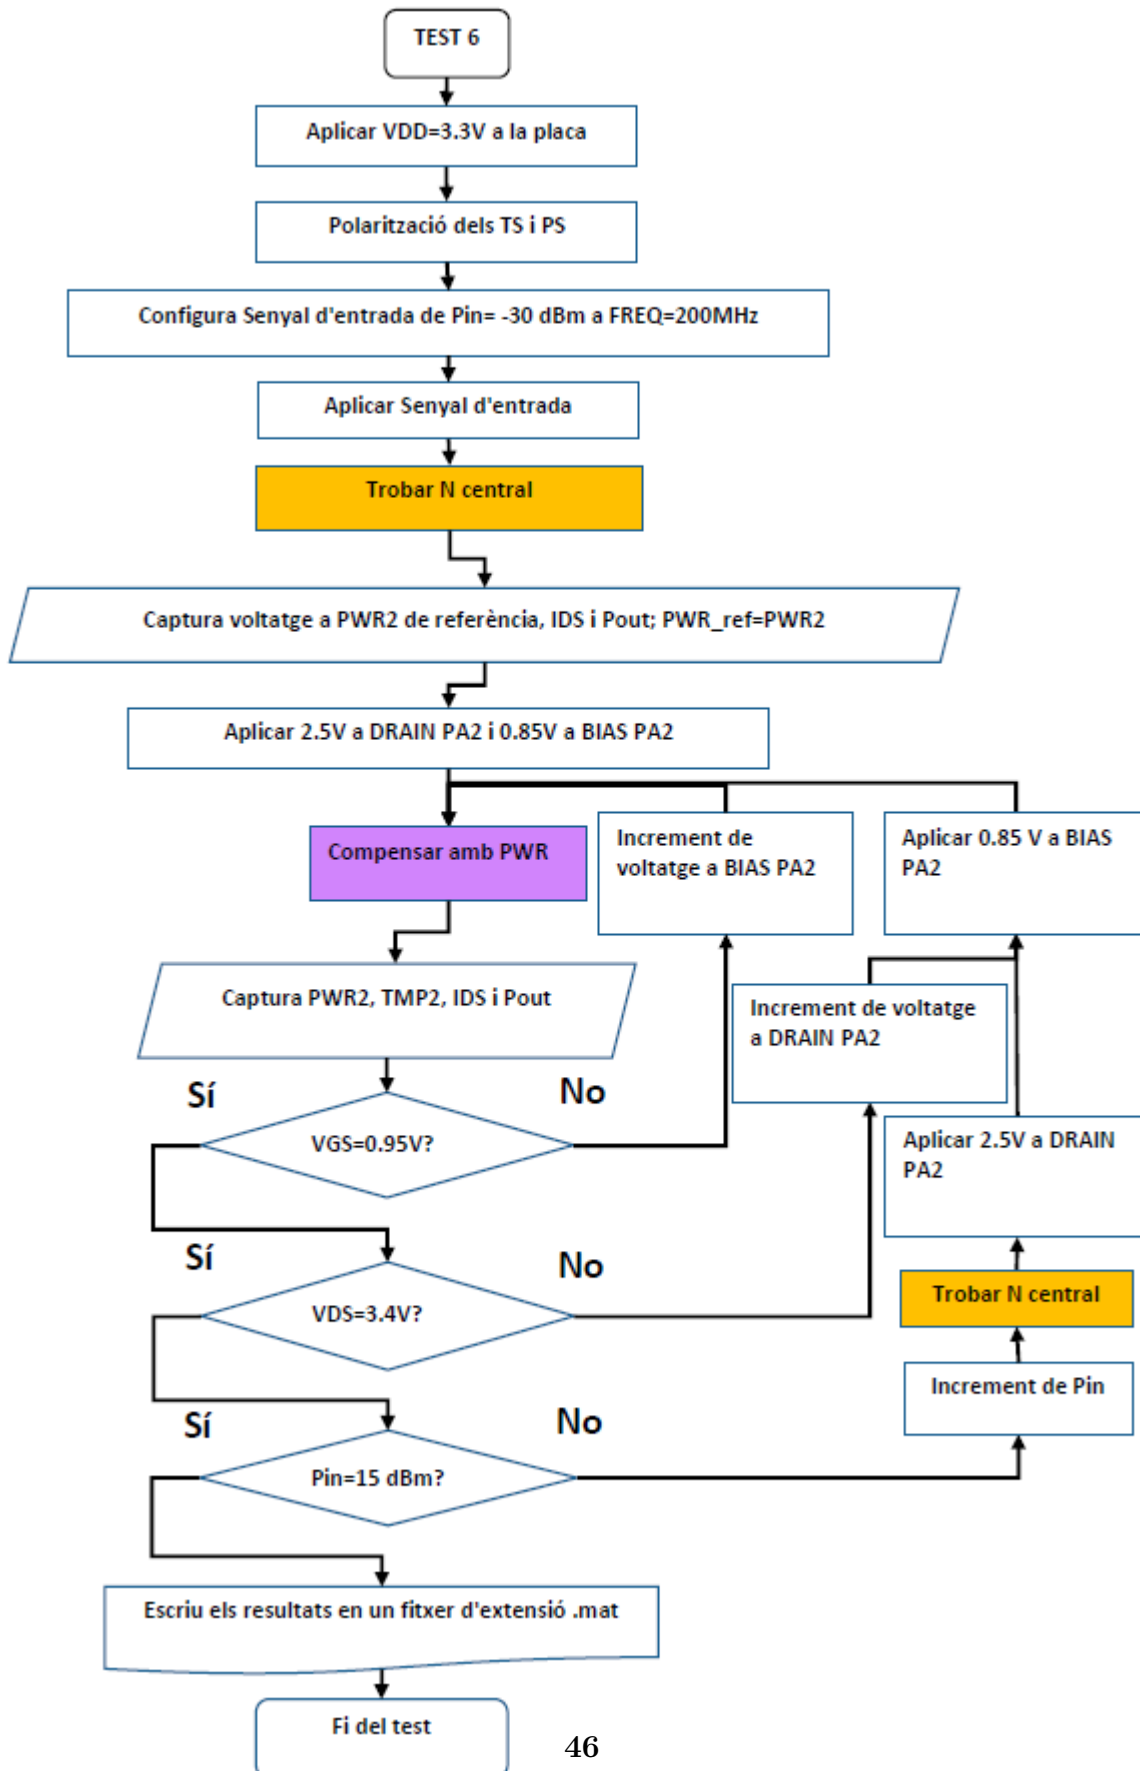 TEST 6
Aplicar VDD=3.3V a la placa
Polarització dels TS i PS
Configura Senyal d'entrada de Pin= -30 dBm a FREQ=200MHz
Aplicar Senyal d'entrada
Trobar N central
Captura voltatge a PWR2 de referència, IDS i Pout; PWR_ref=PWR2
Aplicar 2.5V a DRAIN PA2 i 0.85V a BIAS PA2
Compensar amb PWR
Increment de
voltatge a BIAS PA2
Aplicar 0.85 V a BIAS
PA2
Captura PWR2, TMP2, IDS i Pout
Increment de voltatge
a DRAIN PA2
Sí
No
VGS=0.95V?
Aplicar 2.5V a DRAIN
PA2
Sí
No
VDS=3.4V?
Trobar N central
Increment de Pin
Sí
No
Pin=15 dBm?
Escriu els resultats en un fitxer d'extensió .mat
Fi del test
46